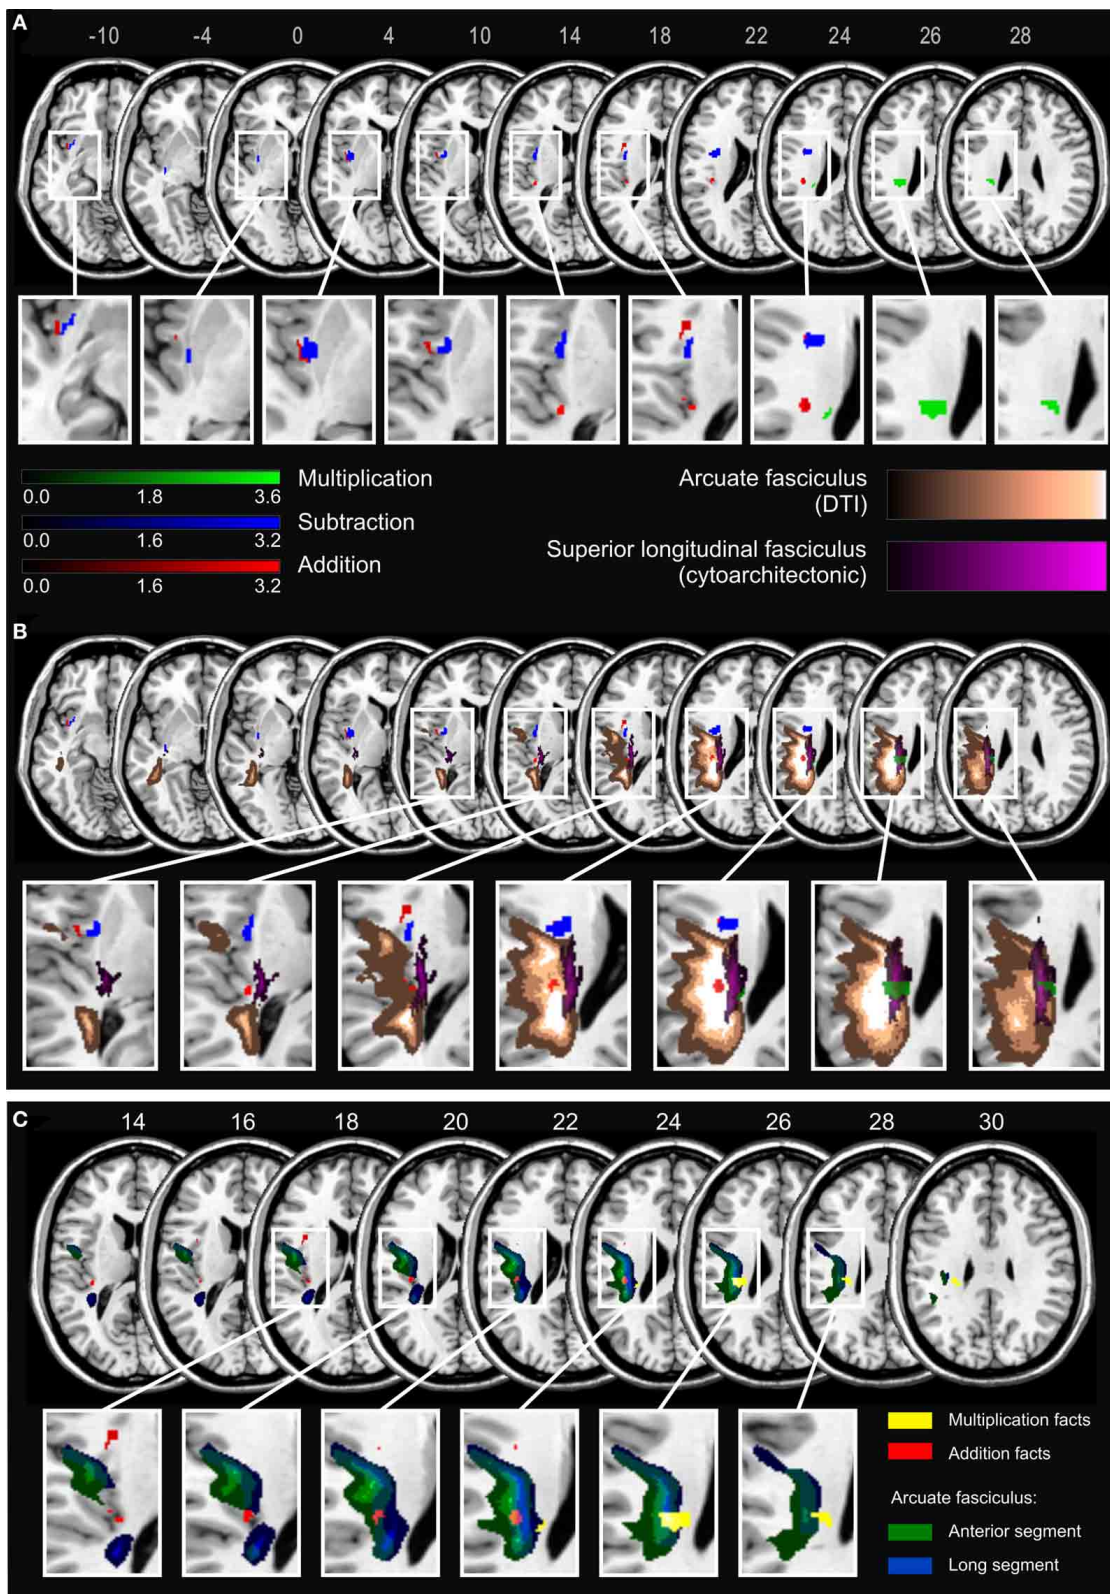 A
-10 -4 0 4 10 14 18 22 24 26 28
Multiplication
0.0 1.8 3.6
Subtraction
0.0 1.6 3.2
Addition
0.0 1.6 3.2
Arcuate fasciculus
(DTI)
Superior longitudinal fasciculus
(cytoarchitectonic)
B
C
14 16 18 20 22 24 26 28 30
Multiplication facts
Addition facts
Arcuate fasciculus:
Anterior segment
Long segment